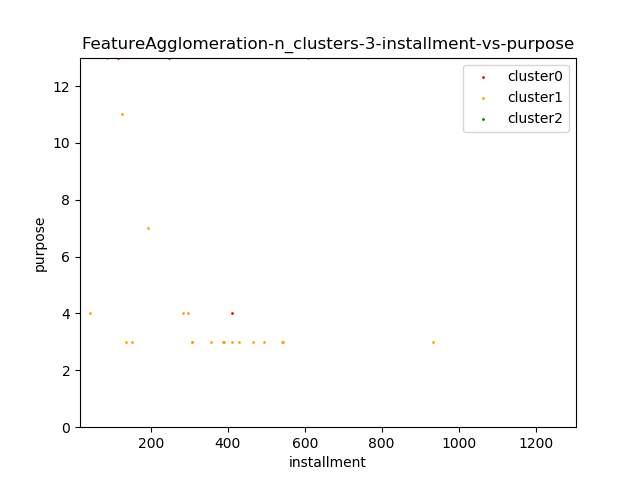 FeatureAgglomeration-n_clusters-3-installment-vs-purpose
cluster0
cluster1
cluster2
12
10
8
6
4
2
0
purpose
200 400 600 800 1000 1200
installment